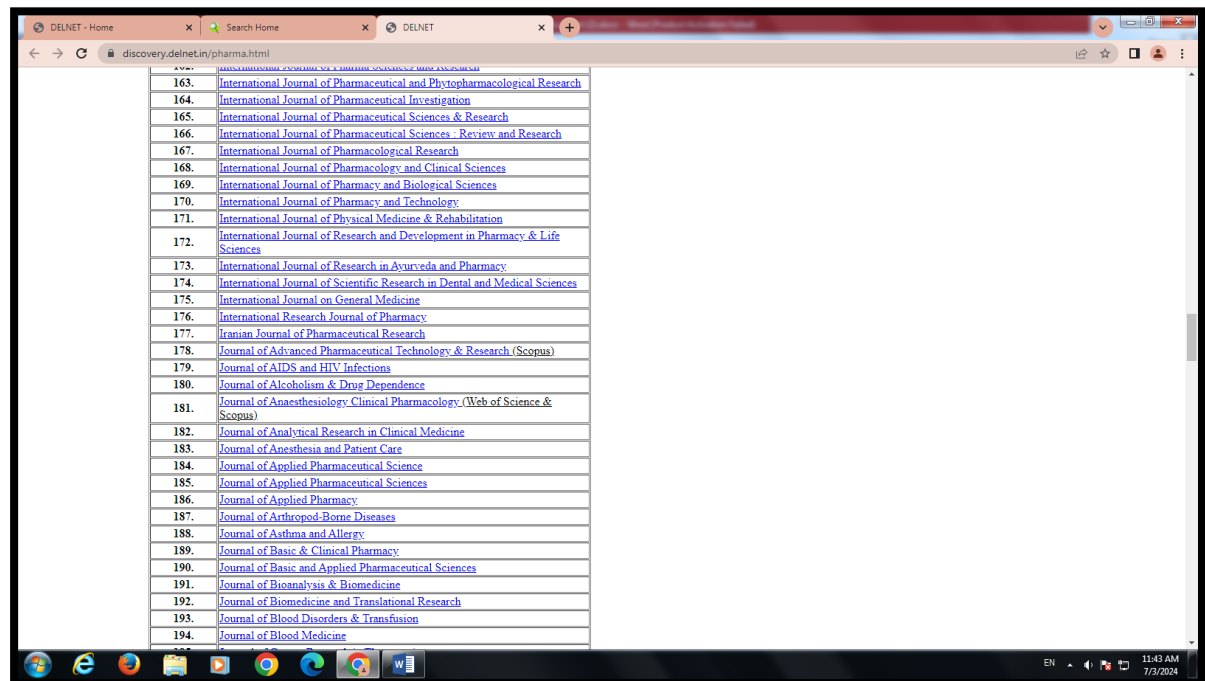 DELNET - Home
Search Home
DELNET
discovery.delnet.in/pharma.html
162. International Journal of Pharma Sciences and Research
163. International Journal of Pharmaceutical and Phytopharmacological Research
164. International Journal of Pharmaceutical Investigation
165. International Journal of Pharmaceutical Sciences & Research
166. International Journal of Pharmaceutical Sciences : Review and Research
167. International Journal of Pharmacological Research
168. International Journal of Pharmacology and Clinical Sciences
169. International Journal of Pharmacy and Biological Sciences
170. International Journal of Pharmacy and Technology
171. International Journal of Physical Medicine & Rehabilitation
172. International Journal of Research and Development in Pharmacy & Life
Sciences
173. International Journal of Research in Ayurveda and Pharmacy
174. International Journal of Scientific Research in Dental and Medical Sciences
175. International Journal on General Medicine
176. International Research Journal of Pharmacy
177. Iranian Journal of Pharmaceutical Research
178. Journal of Advanced Pharmaceutical Technology & Research (Scopus)
179. Journal of AIDS and HIV Infections
180. Journal of Alcoholism & Drug Dependence
181. Journal of Anaesthesiology Clinical Pharmacology (Web of Science &
Scopus)
182. Journal of Analytical Research in Clinical Medicine
183. Journal of Anesthesia and Patient Care
184. Journal of Applied Pharmaceutical Science
185. Journal of Applied Pharmaceutical Sciences
186. Journal of Applied Pharmacy
187. Journal of Arthropod-Borne Diseases
188. Journal of Asthma and Allergy
189. Journal of Basic & Clinical Pharmacy
190. Journal of Basic and Applied Pharmaceutical Sciences
191. Journal of Bioanalysis & Biomedicine
192. Journal of Biomedicine and Translational Research
193. Journal of Blood Disorders & Transfusion
194. Journal of Blood Medicine
EN
11:43 AM
7/3/2024